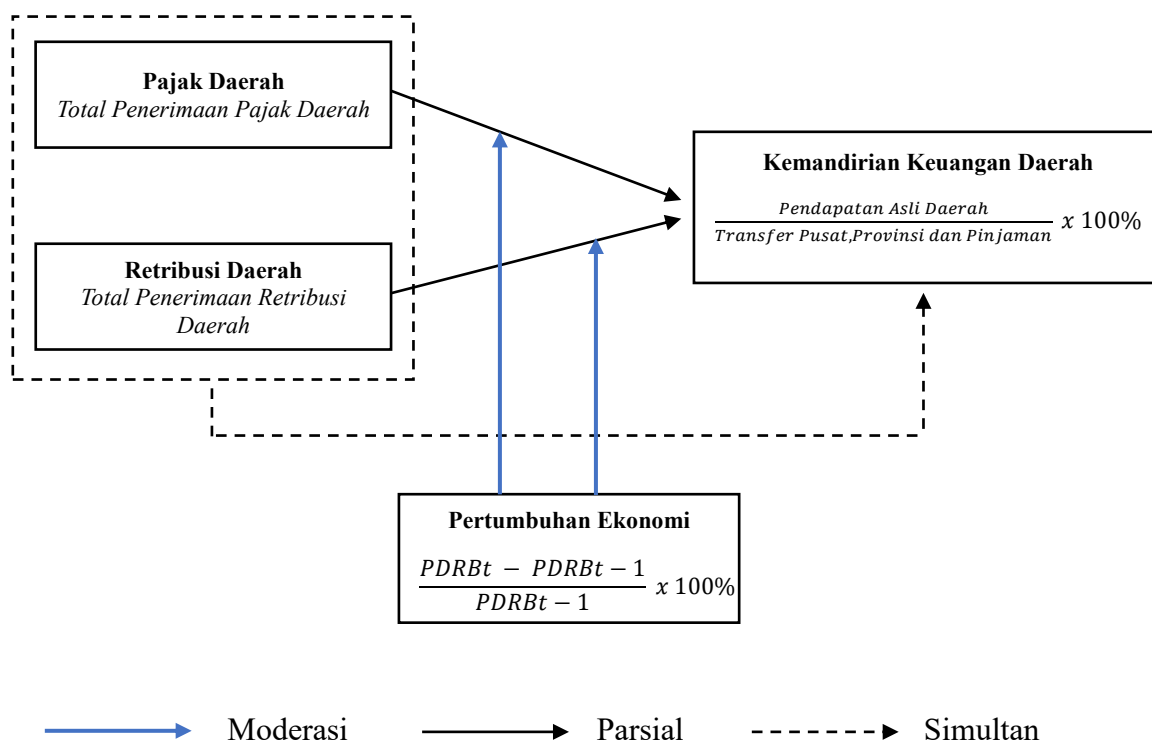 Pajak Daerah
Total Penerimaan Pajak Daerah
Retribusi Daerah
Total Penerimaan Retribusi
Daerah
Kemandirian Keuangan Daerah
Pendapatan Asli Daerah
Transfer Pusat,Provinsi dan Pinjaman x 100%
Pertumbuhan Ekonomi
PDRBt − PDRBt − 1
PDRBt − 1 x 100%
Moderasi
Parsial
Simultan